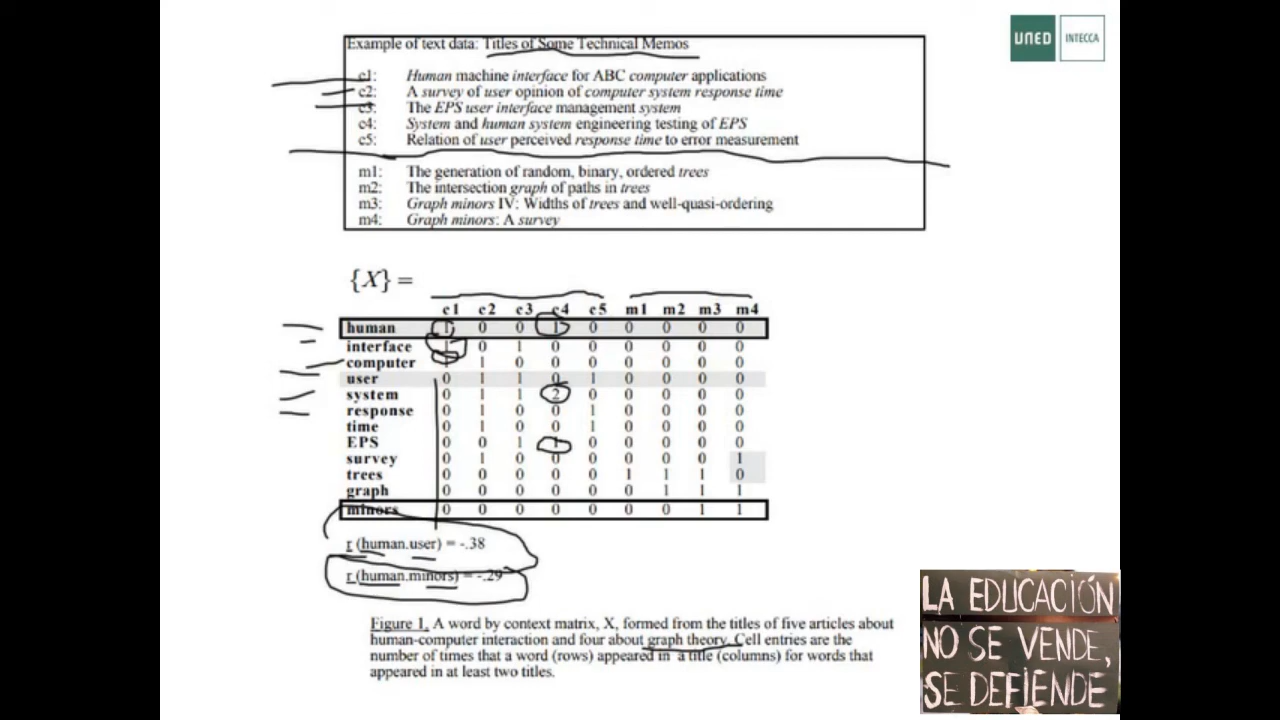 Example of text data: Titles of Some Technical Memos
UNED INTECCA
c1: Human machine interface for ABC computer applications
c2: A survey of user opinion of computer system response time
c3: The EPS user interface management system
c4: System and human system engineering testing of EPS
c5: Relation of user perceived response time to error measurement
m1: The generation of random, binary, ordered trees
m2: The intersection graph of paths in trees
m3: Graph minors IV: Widths of trees and well-quasi-ordering
m4: Graph minors: A survey
{X} =
c1 c2 c3 c4 c5 m1 m2 m3 m4
human 1 0 0 1 0 0 0 0 0
interface 1 0 1 0 0 0 0 0 0
computer 1 1 0 0 0 0 0 0 0
user 0 1 1 0 1 0 0 0 0
system 0 1 1 2 0 0 0 0 0
response 0 1 0 0 1 0 0 0 0
time 0 1 0 0 1 0 0 0 0
EPS 0 0 1 1 0 0 0 0 0
survey 0 1 0 0 0 0 0 0 1
trees 0 0 0 0 0 1 1 1 0
graph 0 0 0 0 0 0 1 1 1
minors 0 0 0 0 0 0 0 1 1
r (human.user) = -.38
r (human.minors) = -.29
Figure 1. A word by context matrix, X, formed from the titles of five articles about
human-computer interaction and four about graph theory. Cell entries are the
number of times that a word (rows) appeared in a title (columns) for words that
appeared in at least two titles.
LA EDUCACIÓN
NO SE VENDE,
SE DEFIENDE